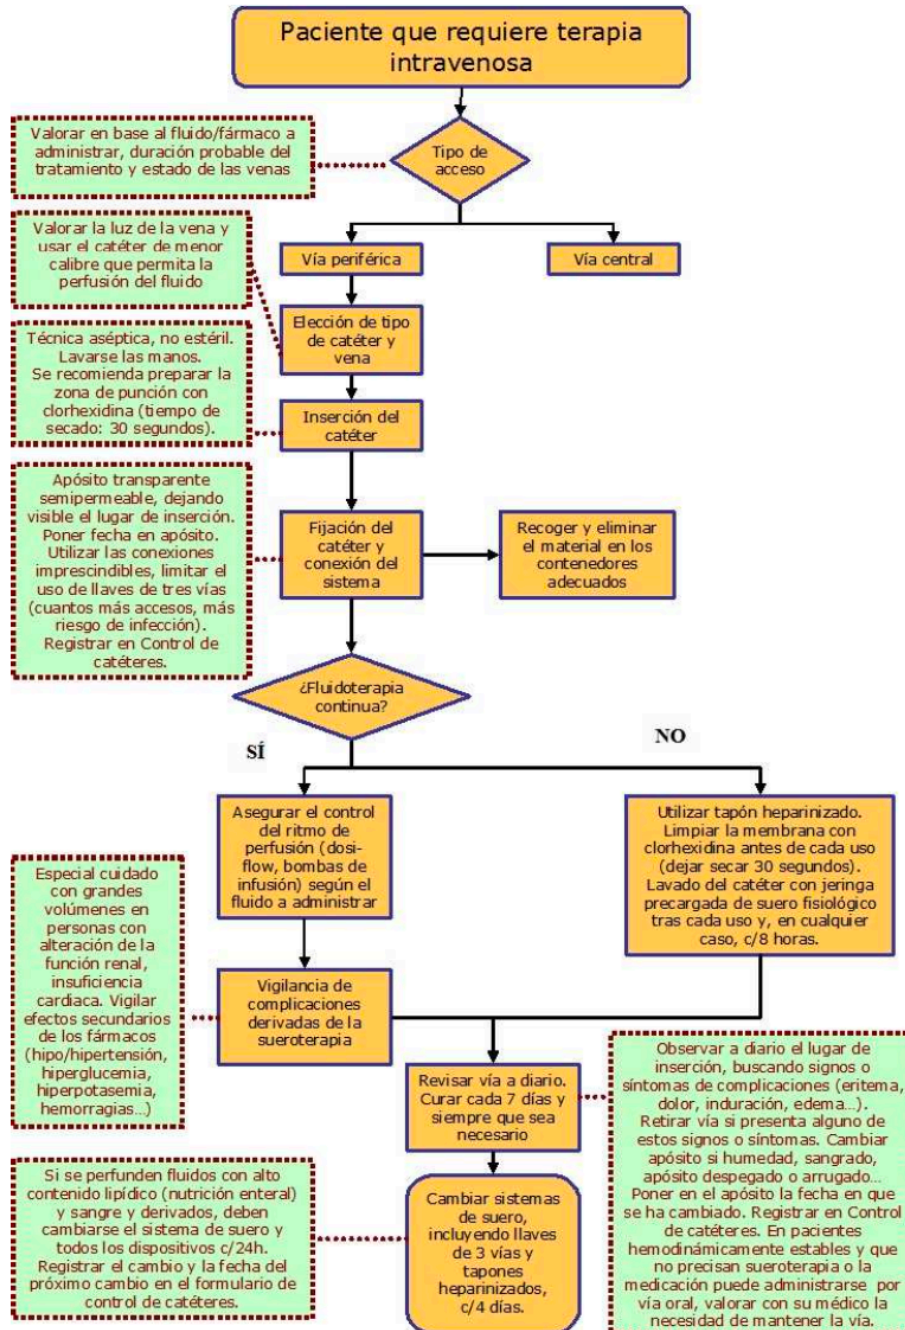 Paciente que requiere terapia
intravenosa
Valorar en base al fluido/fármaco a
administrar, duración probable del
tratamiento y estado de las venas
Tipo de
acceso
Valorar la luz de la vena y
usar el catéter de menor
calibre que permita la
perfusión del fluido
Vía periférica
Vía central
Elección de tipo
de catéter y
vena
Técnica aséptica, no estéril.
Lavarse las manos.
Se recomienda preparar la
zona de punción con
clorhexidina (tiempo de
secado: 30 segundos).
Inserción del
catéter
Apósito transparente
semipermeable, dejando
visible el lugar de inserción.
Poner fecha en apósito.
Utilizar las conexiones
imprescindibles, limitar el
uso de llaves de tres vías
(cuantos más accesos, más
riesgo de infección).
Registrar en Control de
catéteres.
Fijación del
catéter y
conexión del
sistema
Recoger y eliminar
el material en los
contenedores
adecuados
¿Fluidoterapia
continua?
SÍ
NO
Asegurar el control
del ritmo de
perfusión (dosi-
flow, bombas de
infusión) según el
fluido a administrar
Utilizar tapón heparinizado.
Limpiar la membrana con
clorhexidina antes de cada uso
(dejar secar 30 segundos).
Lavado del catéter con jeringa
precargada de suero fisiológico
tras cada uso y, en cualquier
caso, c/8 horas.
Especial cuidado
con grandes
volúmenes en
personas con
alteración de la
función renal,
insuficiencia
cardiaca. Vigilar
efectos secundarios
de los fármacos
(hipo/hipertensión,
hiperglucemia,
hiperpotasemia,
hemorragias...)
Vigilancia de
complicaciones
derivadas de la
sueroterapia
Revisar vía a diario.
Curar cada 7 días y
siempre que sea
necesario
Observar a diario el lugar de
inserción, buscando signos o
síntomas de complicaciones (eritema,
dolor, induración, edema...).
Retirar vía si presenta alguno de
estos signos o síntomas. Cambiar
apósito si humedad, sangrado,
apósito despegado o arrugado...
Poner en el apósito la fecha en que
se ha cambiado. Registrar en Control
de catéteres. En pacientes
hemodinámicamente estables y que
no precisan sueroterapia o la
medicación puede administrarse por
vía oral, valorar con su médico la
necesidad de mantener la vía.
Si se perfunden fluidos con alto
contenido lipídico (nutrición enteral)
y sangre y derivados, deben
cambiarse el sistema de suero y
todos los dispositivos c/24h.
Registrar el cambio y la fecha del
próximo cambio en el formulario de
control de catéteres.
Cambiar sistemas
de suero,
incluyendo llaves
de 3 vías y
tapones
heparinizados,
c/4 días.